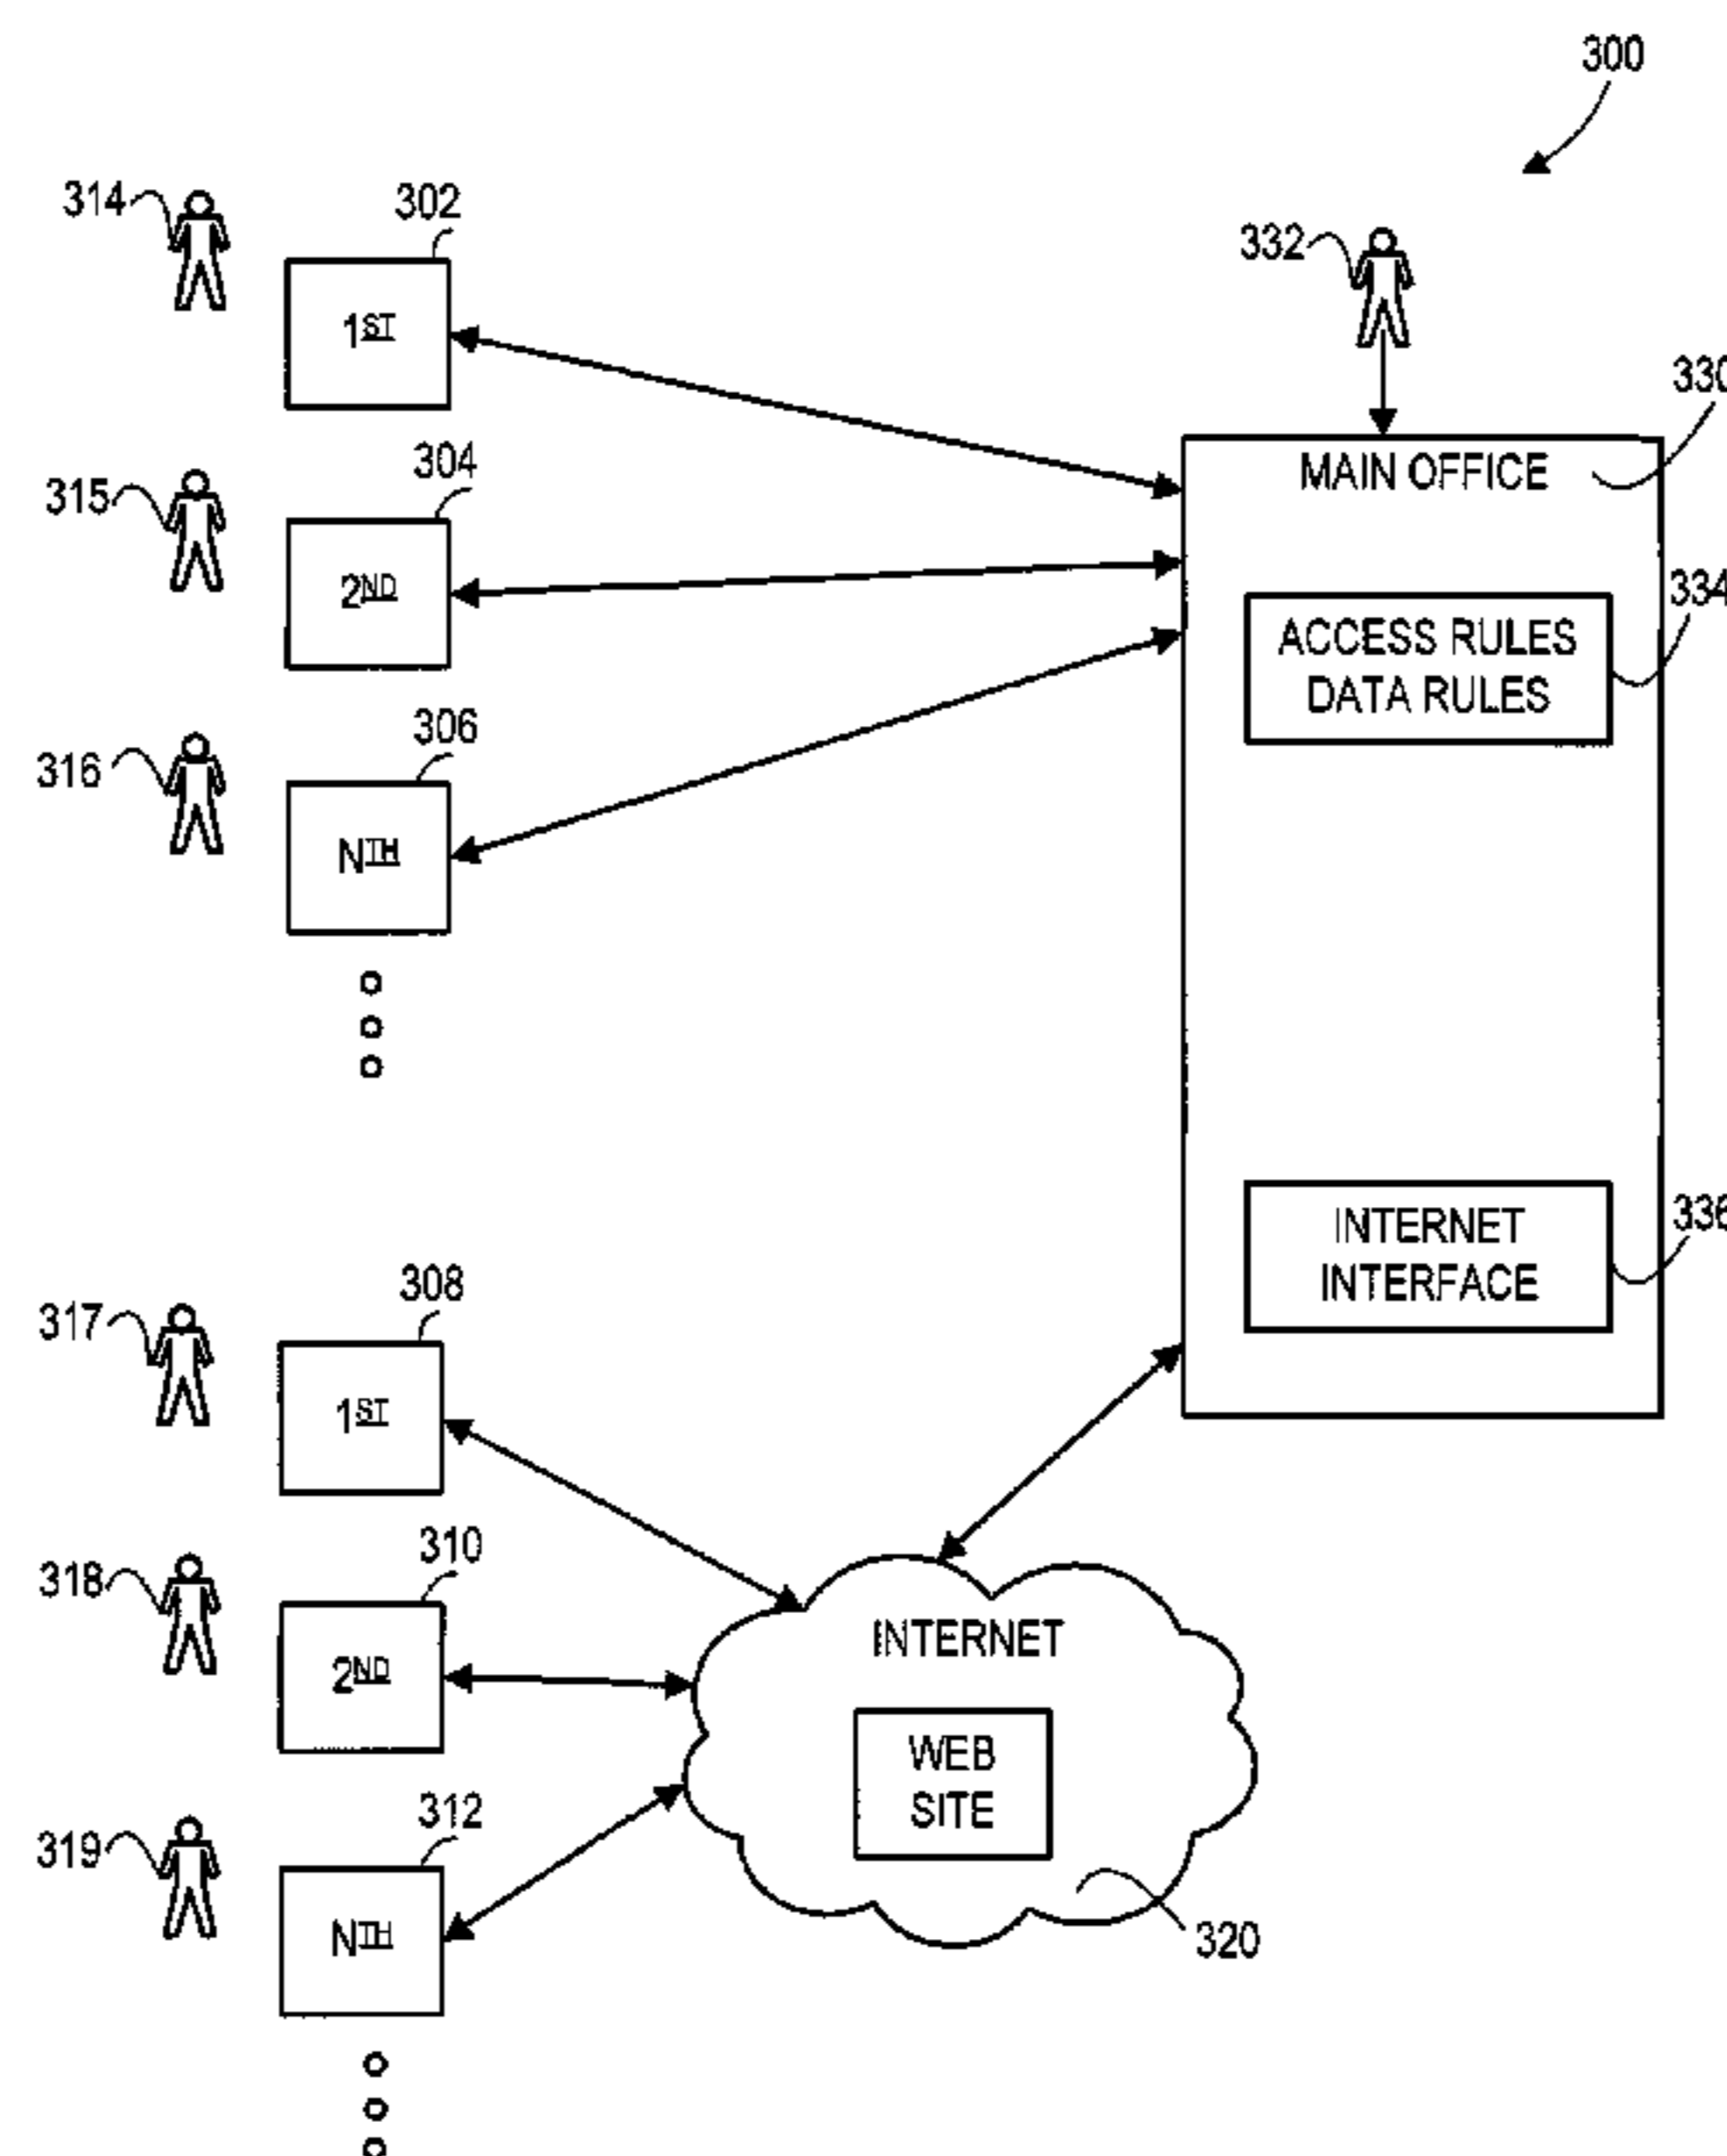 300
314
302
332
1ST
330
MAIN OFFICE
315
304
2ND
334
ACCESS RULES
DATA RULES
316
306
NTH
336
INTERNET
INTERFACE
317
308
1ST
318
310
2ND
INTERNET
WEB
SITE
319
312
NTH
320